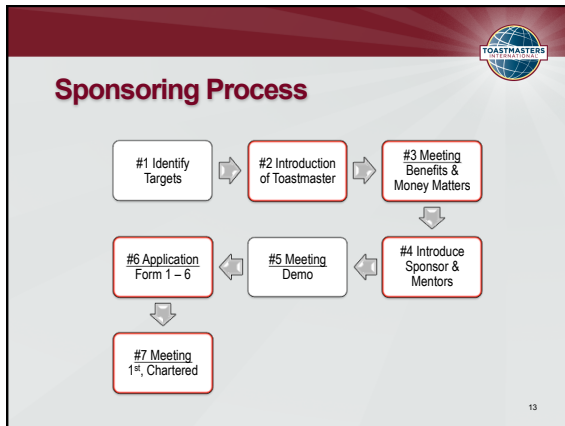 TOASTMASTERS
INTERNATIONAL
Sponsoring Process
#1 Identify
Targets
#2 Introduction
of Toastmaster
#3 Meeting
Benefits &
Money Matters
#4 Introduce
Sponsor &
Mentors
#5 Meeting
Demo
#6 Application
Form 1 – 6
#7 Meeting
1st, Chartered
13